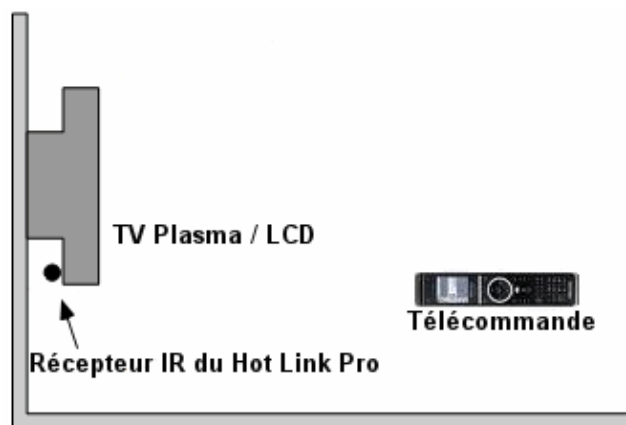 TV Plasma / LCD
Télécommande
Récepteur IR du Hot Link Pro